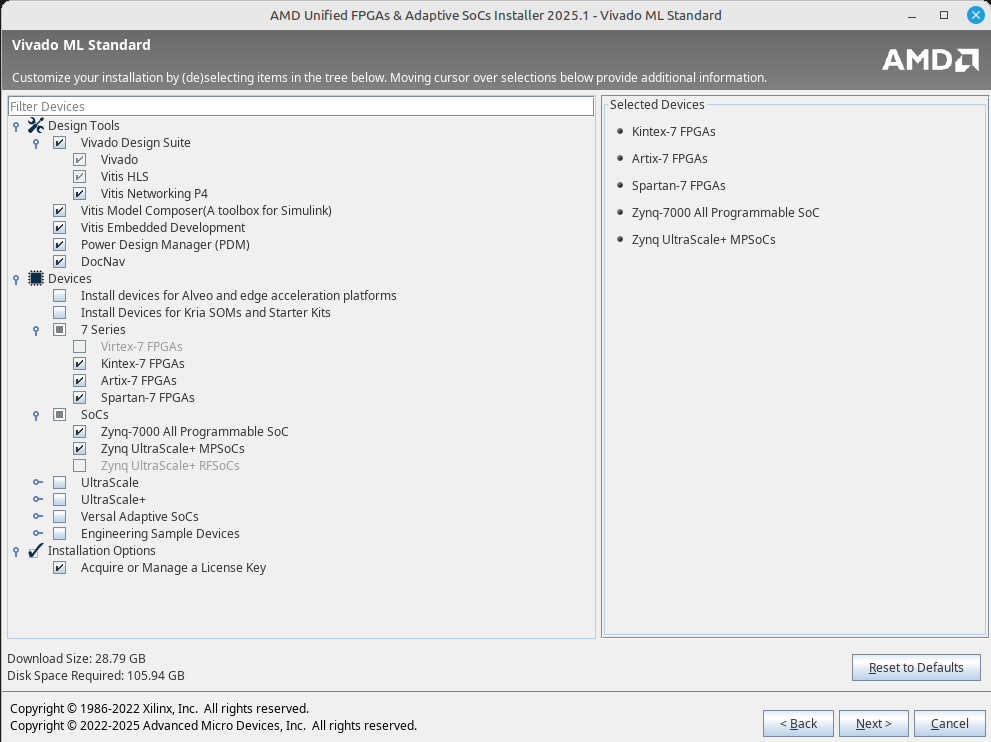 AMD Unified FPGAs & Adaptive SoCs Installer 2025.1 - Vivado ML Standard
Vivado ML Standard
Customize your installation by (de)selecting items in the tree below. Moving cursor over selections below provide additional information.
AMD
Filter Devices
Design Tools
Vivado Design Suite
Vivado
Vitis HLS
Vitis Networking P4
Vitis Model Composer(A toolbox for Simulink)
Vitis Embedded Development
Power Design Manager (PDM)
DocNav
Devices
Install devices for Alveo and edge acceleration platforms
Install Devices for Kria SOMs and Starter Kits
7 Series
Virtex-7 FPGAs
Kintex-7 FPGAs
Artix-7 FPGAs
Spartan-7 FPGAs
SoCs
Zynq-7000 All Programmable SoC
Zynq UltraScale+ MPSoCs
Zynq UltraScale+ RFSoCs
UltraScale
UltraScale+
Versal Adaptive SoCs
Engineering Sample Devices
Installation Options
Acquire or Manage a License Key
Selected Devices
Kintex-7 FPGAs
Artix-7 FPGAs
Spartan-7 FPGAs
Zynq-7000 All Programmable SoC
Zynq UltraScale+ MPSoCs
Download Size: 28.79 GB
Disk Space Required: 105.94 GB
Reset to Defaults
Copyright © 1986-2022 Xilinx, Inc. All rights reserved.
Copyright © 2022-2025 Advanced Micro Devices, Inc. All rights reserved.
< Back
Next >
Cancel